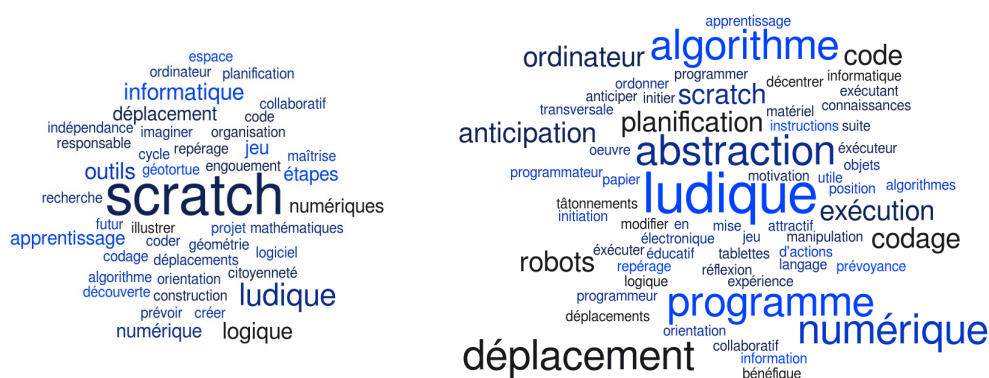 espace
ordinateur planification
informatique
collaboratif
déplacement code
indépendance imaginer organisation
responsable
cycle repérage jeu
maîtrise
outils géotortue engouement étapes
recherche scratch numériques
futur illustrer projet mathématiques
apprentissage coder géométrie
codage déplacements logiciel
algorithme orientation citoyenneté
découverte construction ludique
prévoir créer
numérique logique
apprentissage
ordinateur algorithme code
ordonner programmer décentrer informatique
anticiper initier scratch exécutant
transversale matériel connaissances
anticipation planification instructions suite
oeuvre abstraction éxécuteur
programmateur papier motivation utile objets
ludique position algorithmes
tâtonnements exécution
initiation
modifier en mise attractif
électronique jeu manipulation codage
robots éxécuter éducatif tablettes d'actions
repérage réflexion langage prévoyance
logique expérience
programmeur programme
déplacements
orientation numérique
déplacement collaboratif
information
bénéfique